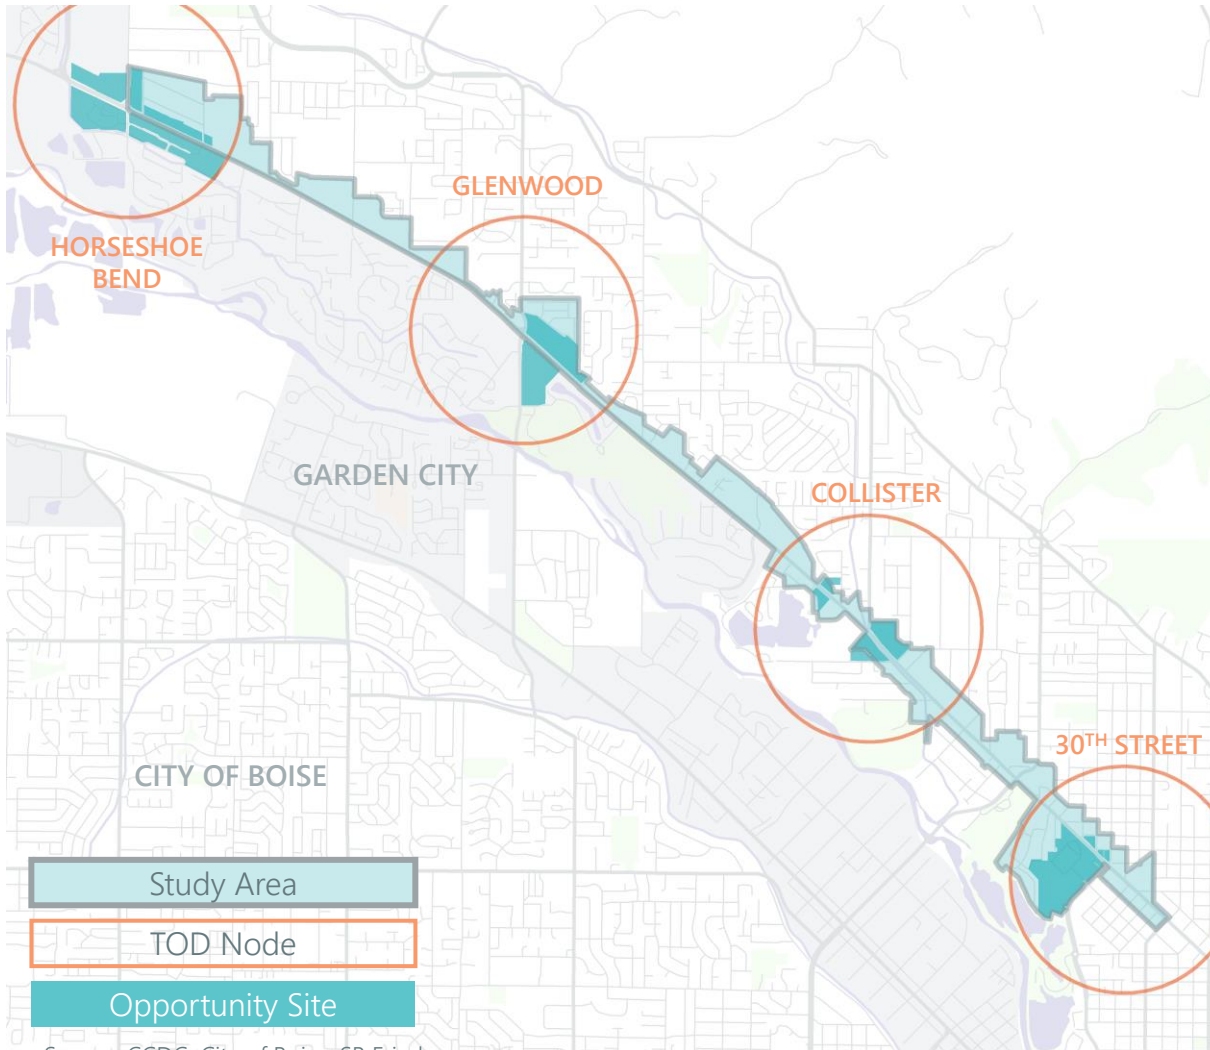 GLENWOOD
HORSESHOE
BEND
GARDEN CITY
COLLISTER
30TH STREET
CITY OF BOISE
Study Area
TOD Node
Opportunity Site